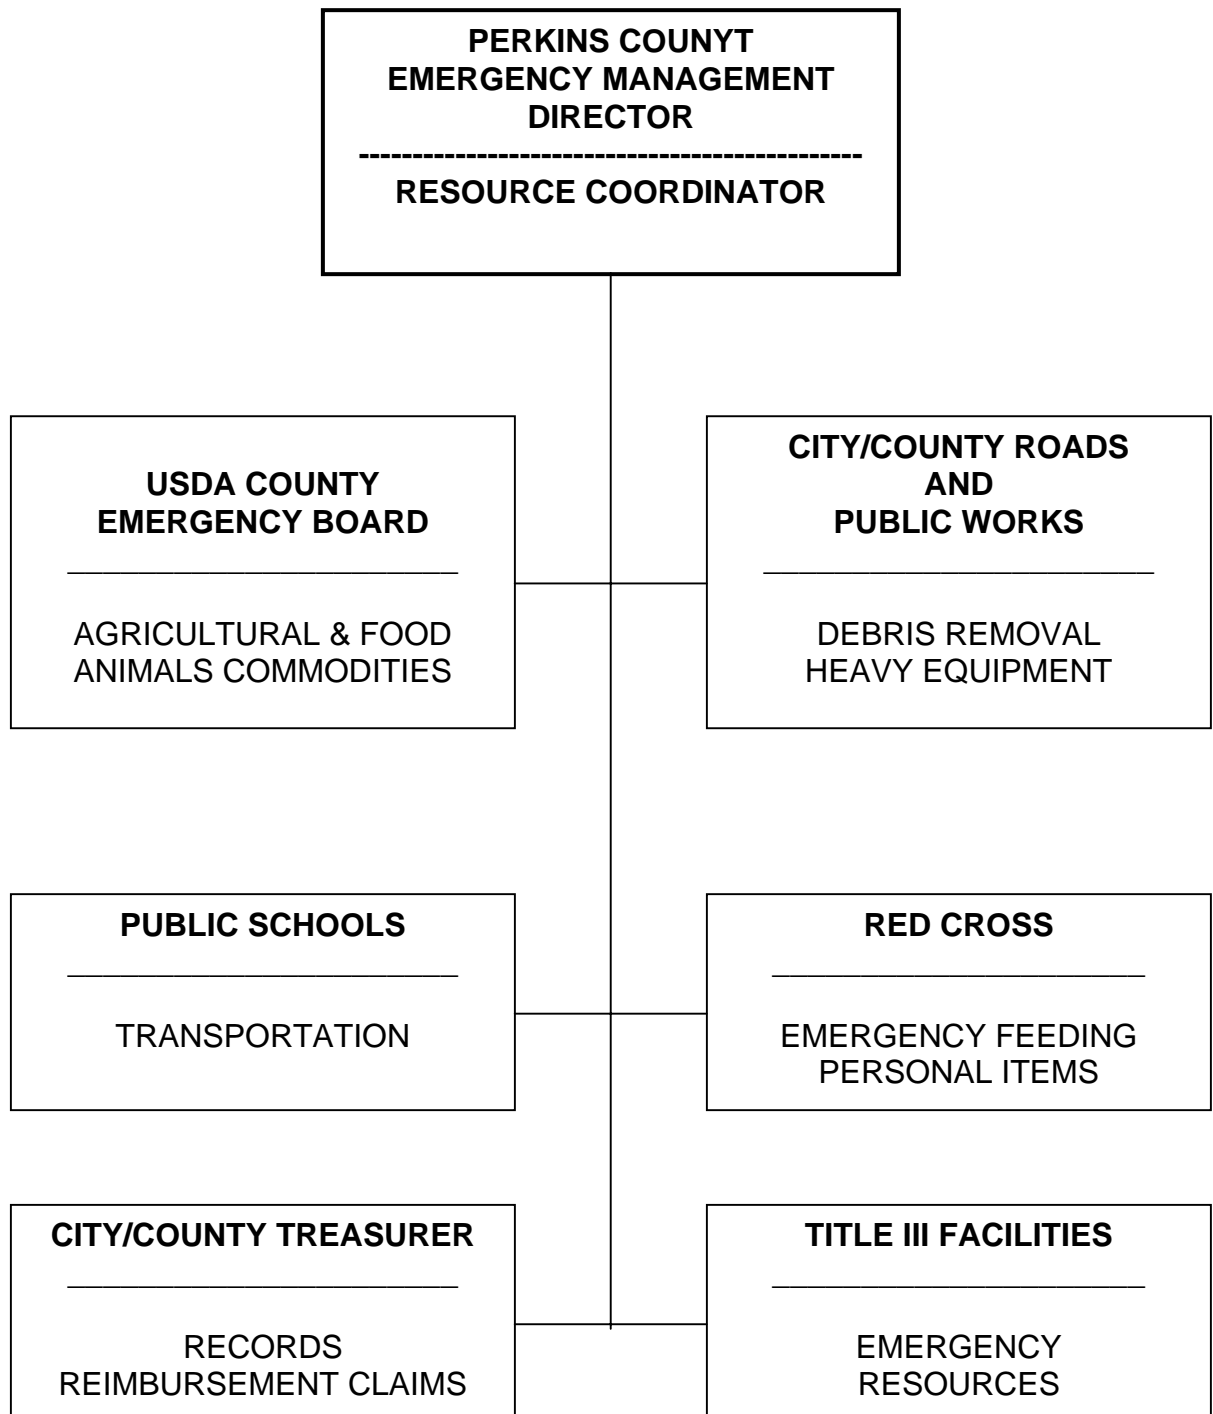 PERKINS COUNYT
EMERGENCY MANAGEMENT
DIRECTOR
-----------------------------------------------
RESOURCE COORDINATOR
USDA COUNTY
EMERGENCY BOARD
AGRICULTURAL & FOOD
ANIMALS COMMODITIES
CITY/COUNTY ROADS
AND
PUBLIC WORKS
DEBRIS REMOVAL
HEAVY EQUIPMENT
PUBLIC SCHOOLS
TRANSPORTATION
RED CROSS
EMERGENCY FEEDING
PERSONAL ITEMS
CITY/COUNTY TREASURER
RECORDS
REIMBURSEMENT CLAIMS
TITLE III FACILITIES
EMERGENCY
RESOURCES